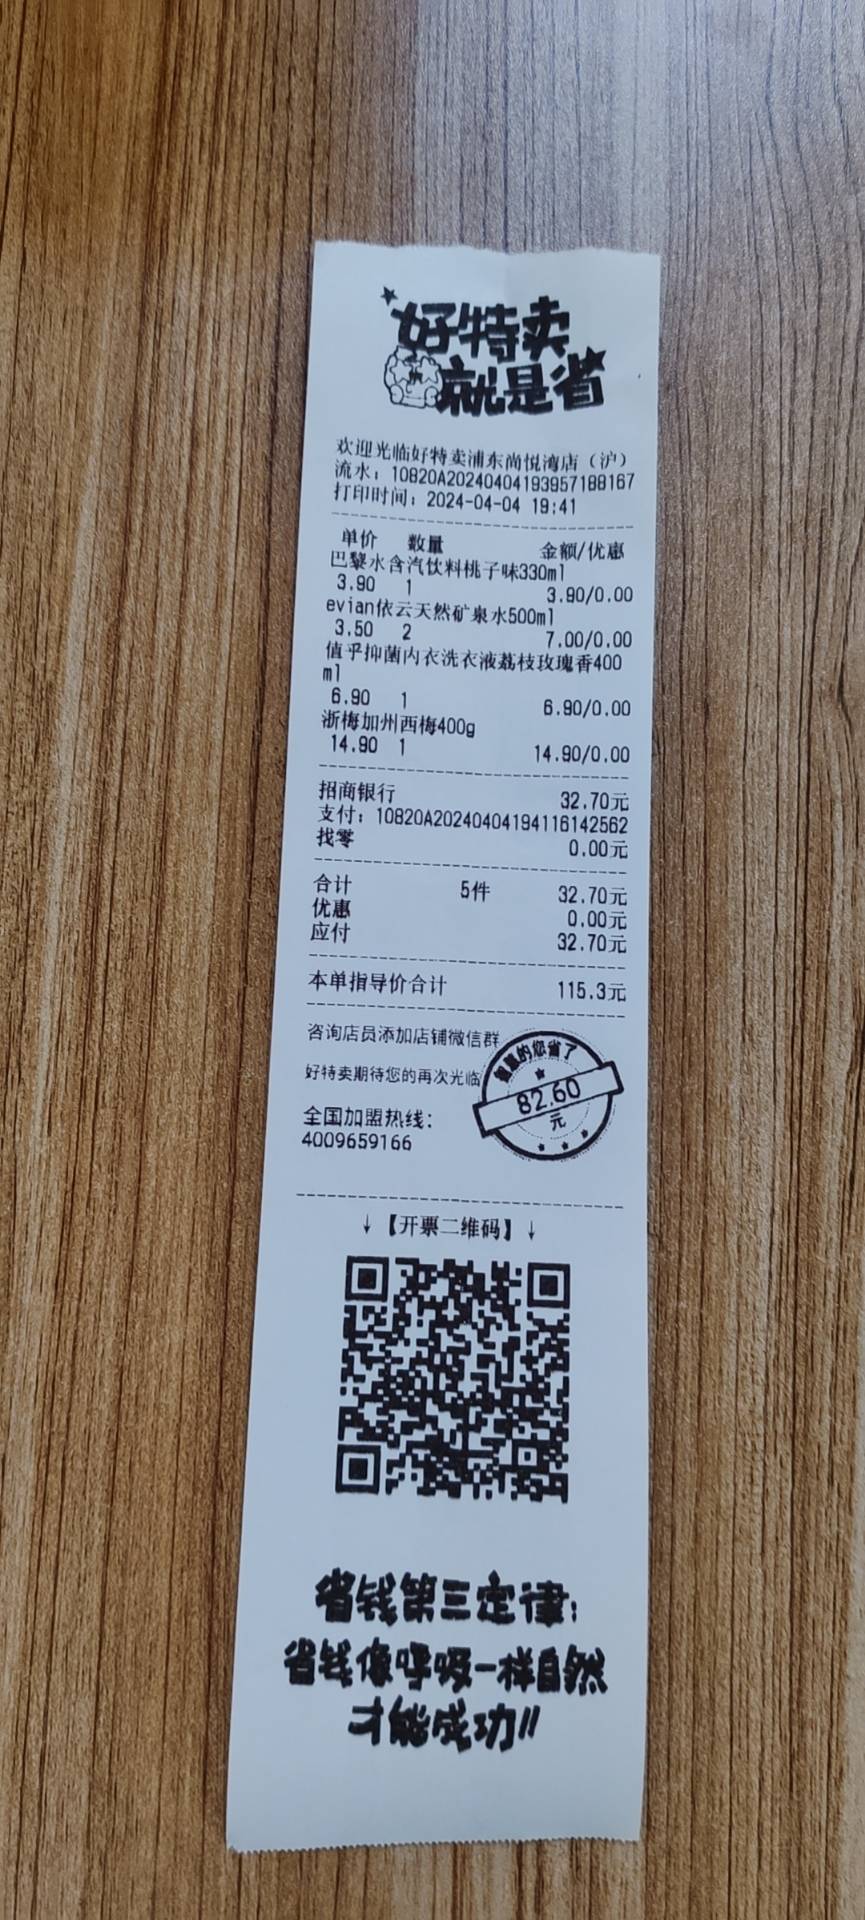 好特卖
就是省
欢迎光临好特卖浦东尚悦湾店（沪）
流水：10820A20240404193957188167
打印时间：2024-04-04 19:41
单价 数量 金额/优惠
巴黎水含汽饮料桃子味330ml
3.90 1 3.90/0.00
evian依云天然矿泉水500ml
3.50 2 7.00/0.00
值乎抑菌内衣洗衣液荔枝玫瑰香400
ml
6.90 1 6.90/0.00
浙梅加州西梅400g
14.90 1 14.90/0.00
招商银行 32.70元
支付：10820A20240404194116142562
找零 0.00元
合计 5件 32.70元
优惠 0.00元
应付 32.70元
本单指导价合计 115.3元
咨询店员添加店铺微信群
好特卖期待您的再次光临
的您省了
82.60
元
全国加盟热线：
4009659166
↓【开票二维码】↓
省钱第三定律：
省钱像呼吸一样自然
才能成功!!